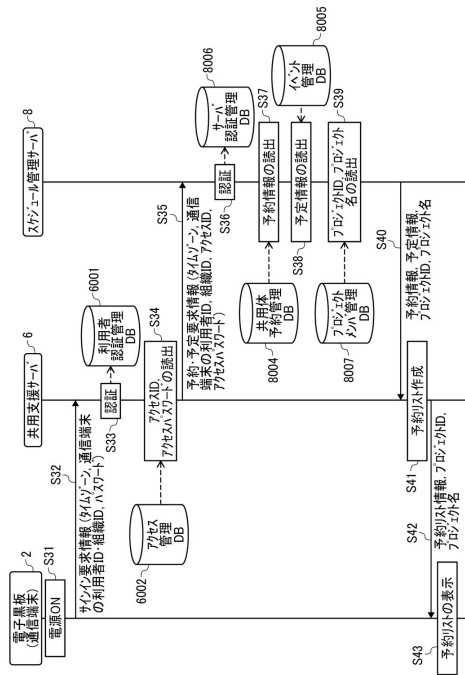 電子黒板
(通信端末)
2
共用支援サーバ
6
スケジュール管理サーバ
8
電源ON
S31
サインイン要求情報(タイムゾーン、通信端末
の利用者ID・組織ID、パスワード)
S32
認証
S33
利用者
認証管理
DB
6001
アクセス
管理
DB
6002
アクセスID、
アクセスパスワードの読出
S34
予約・予定要求情報(タイムゾーン、通信
端末の利用者ID、組織ID、アクセスID、
アクセスパスワード)
S35
認証
S36
サーバ
認証管理
DB
8006
共用体
予約管理
DB
8004
予約情報の読出
S37
予定情報の読出
S38
イベント
管理
DB
8005
プロジェクト
メンバ管理
DB
8007
プロジェクトID、プロジェクト
名の読出
S39
予約情報、予定情報、
プロジェクトID、プロジェクト名
S40
予約リスト作成
S41
予約リスト情報、プロジェクトID、
プロジェクト名
S42
予約リストの表示
S43